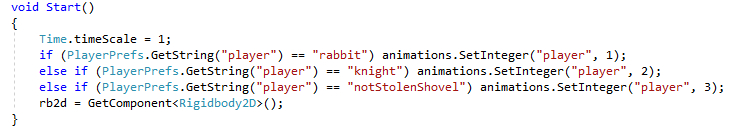 void Start()
{
Time.timeScale = 1;
if (PlayerPrefs.GetString("player") == "rabbit") animations.SetInteger("player", 1);
else if (PlayerPrefs.GetString("player") == "knight") animations.SetInteger("player", 2);
else if (PlayerPrefs.GetString("player") == "notStolenShovel") animations.SetInteger("player", 3);
rb2d = GetComponent<Rigidbody2D>();
}